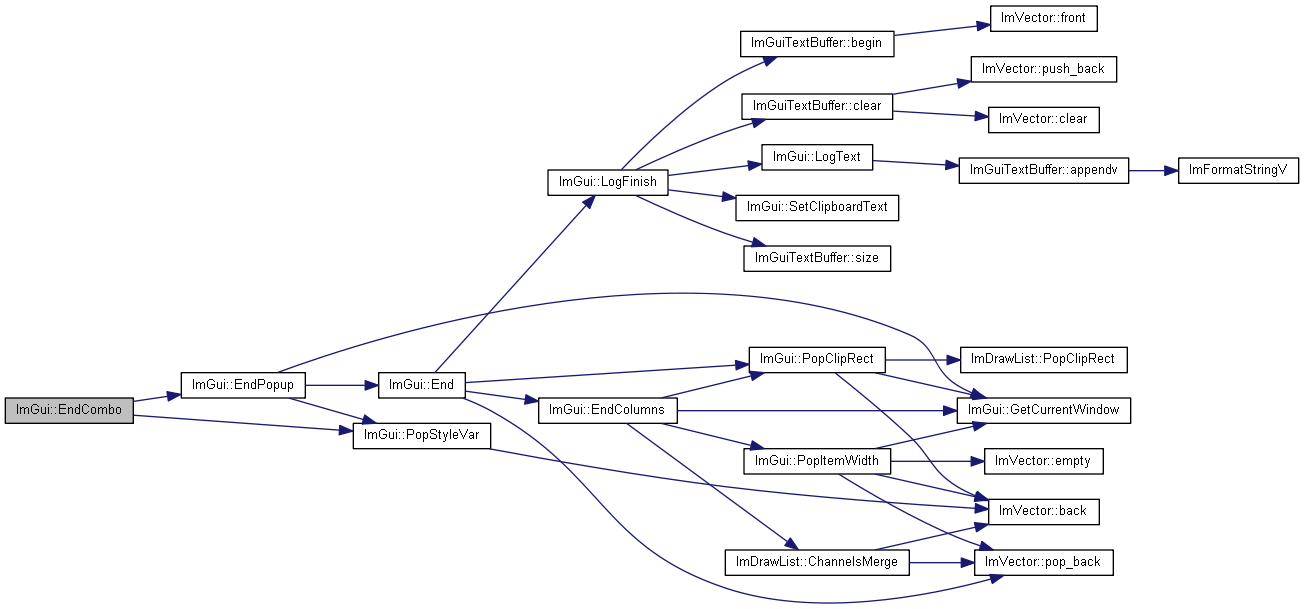 ImGui::EndCombo
ImGui::EndPopup
ImGui::PopStyleVar
ImGui::End
ImGui::LogFinish
ImGui::EndColumns
ImGuiTextBuffer::begin
ImGuiTextBuffer::clear
ImGui::LogText
ImGui::SetClipboardText
ImGuiTextBuffer::size
ImGui::PopClipRect
ImGui::PopItemWidth
ImDrawList::ChannelsMerge
ImVector::front
ImVector::push_back
ImVector::clear
ImGuiTextBuffer::appendv
ImDrawList::PopClipRect
ImGui::GetCurrentWindow
ImVector::empty
ImVector::back
ImVector::pop_back
ImFormatStringV